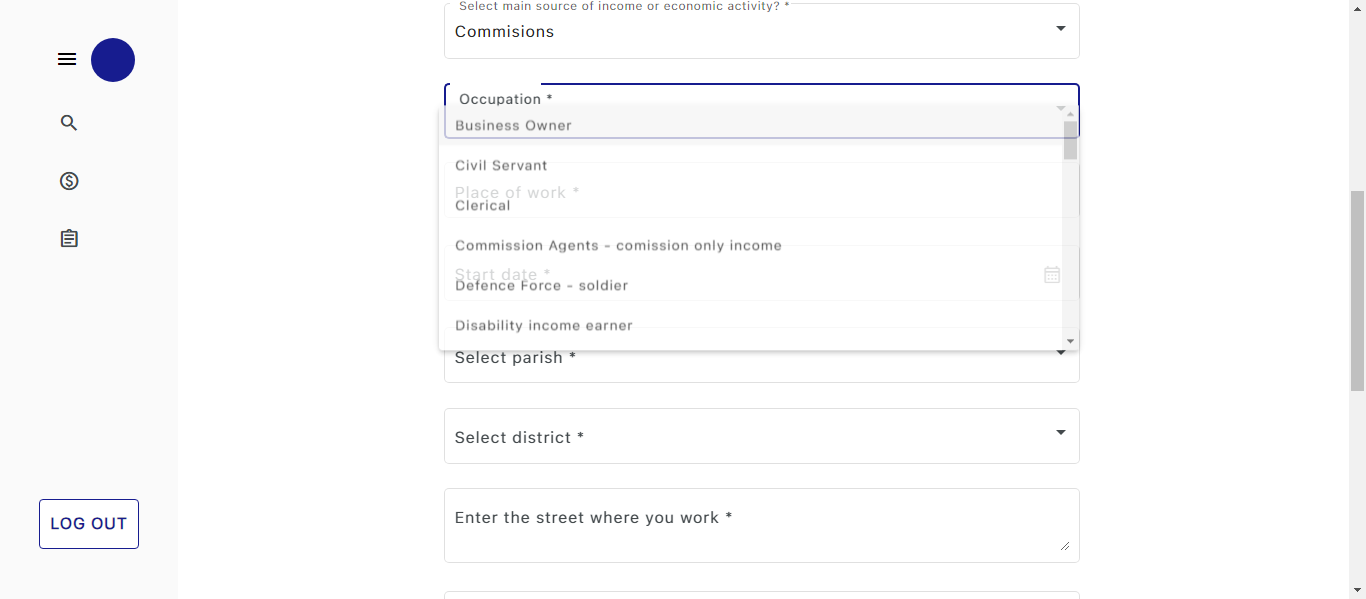 Select main source of income or economic activity? *
Commisions
Occupation *
Business Owner
Civil Servant
Place of work *
Clerical
Commission Agents - comission only income
Start date *
Defence Force - soldier
Disability income earner
Select parish *
Select district *
Enter the street where you work *
LOG OUT